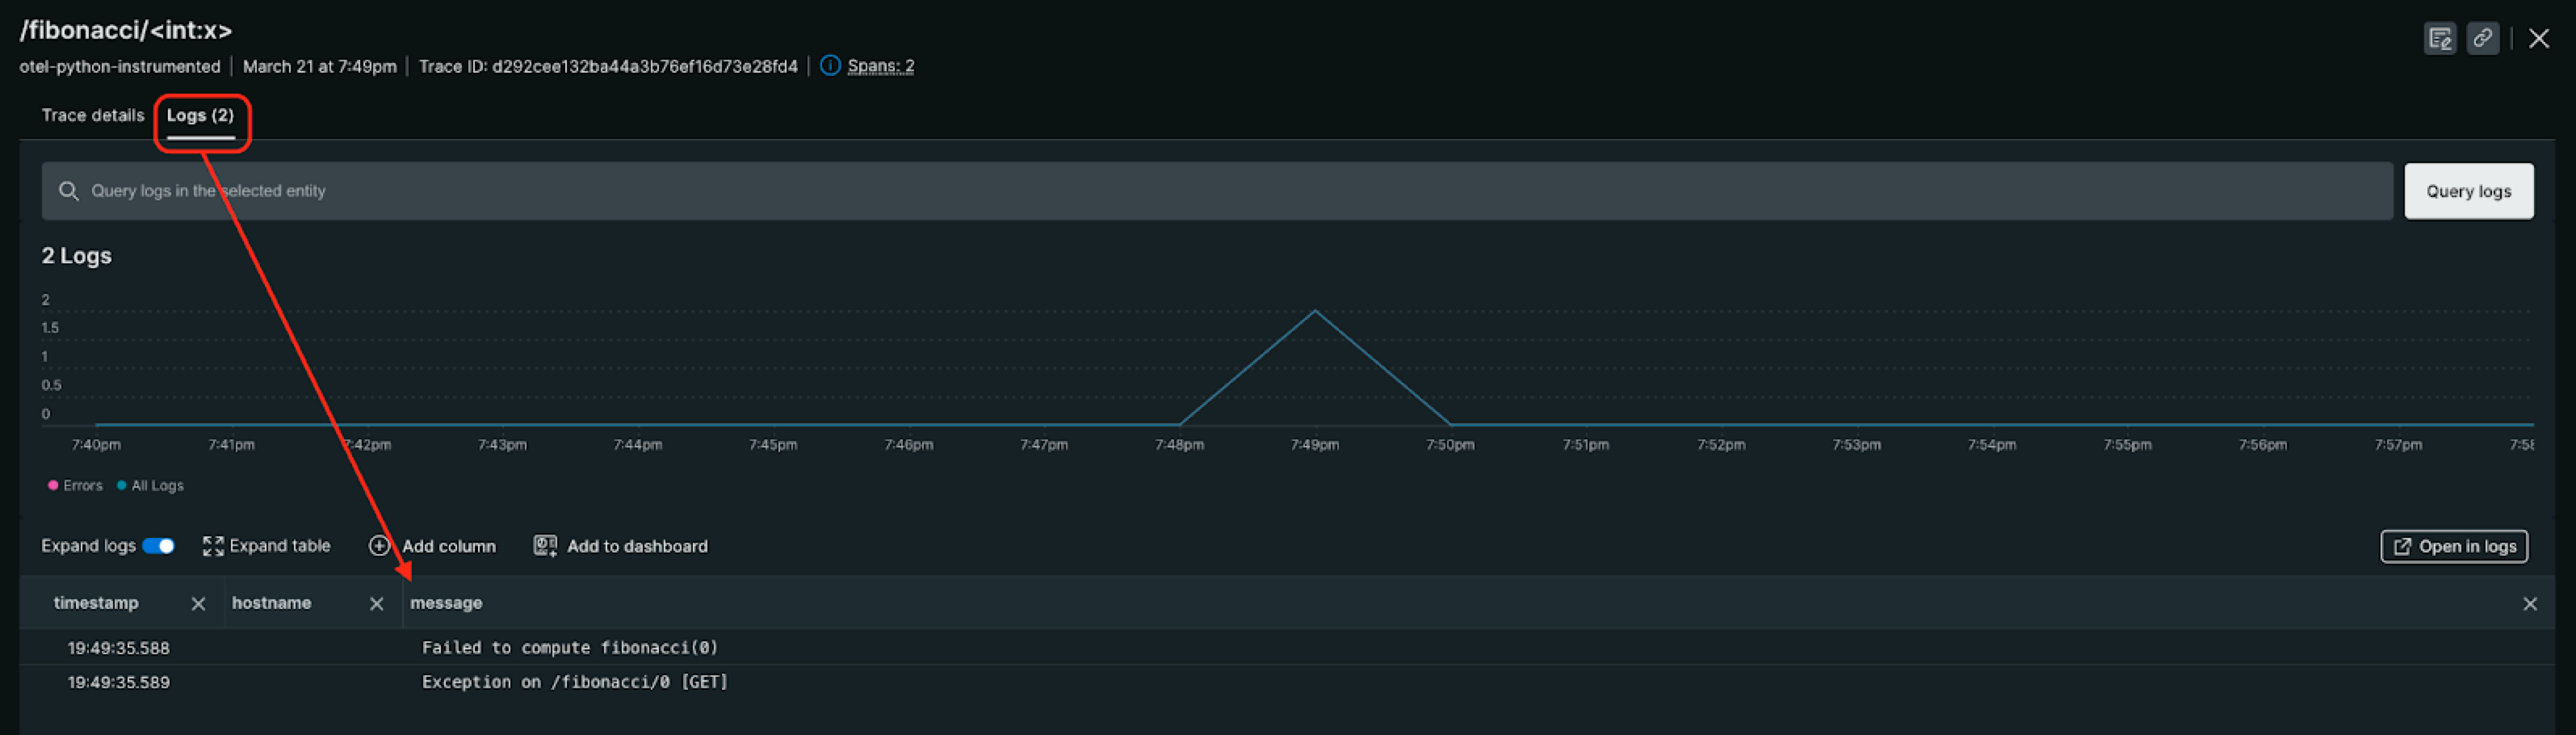 /fibonacci/<int:x>
otel-python-instrumented | March 21 at 7:49pm | Trace ID: d292cee132ba44a3b76ef16d73e28fd4 | Spans: 2
Trace details Logs (2)
Query logs in the selected entity Query logs
2 Logs
2
1.5
1
0.5
0
7:40pm 7:41pm 7:42pm 7:43pm 7:44pm 7:45pm 7:46pm 7:47pm 7:48pm 7:49pm 7:50pm 7:51pm 7:52pm 7:53pm 7:54pm 7:55pm 7:56pm 7:57pm
Errors All Logs
Expand logs Expand table Add column Add to dashboard Open in logs
timestamp hostname message
19:49:35.588 Failed to compute fibonacci(0)
19:49:35.589 Exception on /fibonacci/0 [GET]